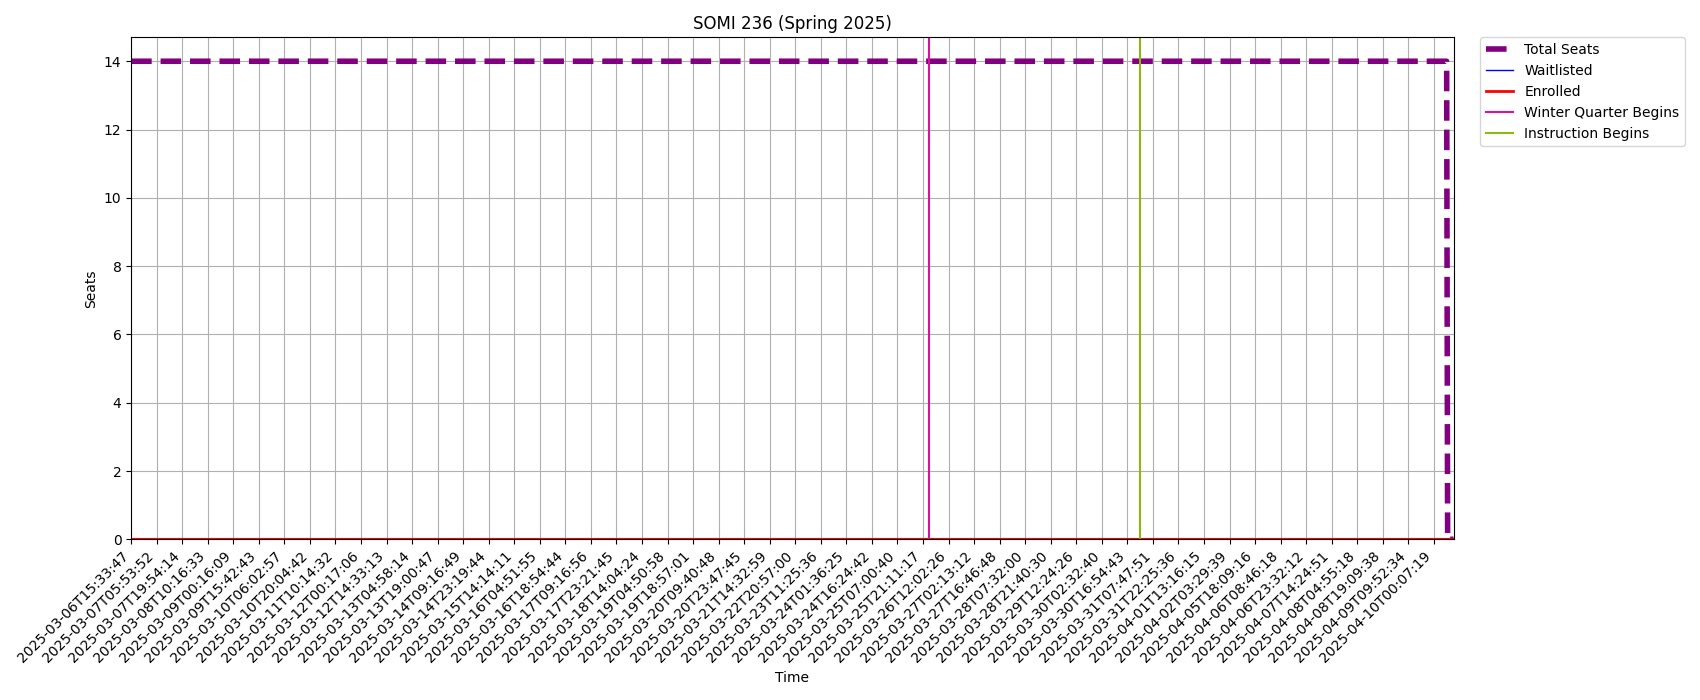 SOMI 236 (Spring 2025)
Total Seats
Waitlisted
Enrolled
Winter Quarter Begins
Instruction Begins
Seats
14
12
10
8
6
4
2
0
2025-03-06T15:33:47
2025-03-07T05:53:52
2025-03-07T19:54:14
2025-03-08T10:16:33
2025-03-09T00:16:09
2025-03-09T15:42:43
2025-03-10T06:02:57
2025-03-10T20:04:42
2025-03-11T10:14:32
2025-03-12T00:17:06
2025-03-12T14:33:13
2025-03-13T04:58:14
2025-03-13T19:00:47
2025-03-14T09:16:49
2025-03-14T23:19:44
2025-03-15T14:14:11
2025-03-16T04:51:55
2025-03-16T18:54:44
2025-03-17T09:16:56
2025-03-17T23:21:45
2025-03-18T14:04:24
2025-03-19T04:50:58
2025-03-19T18:57:01
2025-03-20T09:40:48
2025-03-20T23:47:45
2025-03-21T14:32:59
2025-03-22T20:57:00
2025-03-23T11:25:36
2025-03-24T01:36:25
2025-03-24T16:24:42
2025-03-25T07:00:40
2025-03-25T21:11:17
2025-03-26T12:02:26
2025-03-27T02:13:12
2025-03-27T16:46:48
2025-03-28T07:32:00
2025-03-28T21:40:30
2025-03-29T12:24:26
2025-03-30T02:32:40
2025-03-30T16:54:43
2025-03-31T07:47:51
2025-03-31T22:25:36
2025-04-01T13:16:15
2025-04-02T03:29:39
2025-04-05T18:09:16
2025-04-06T08:46:18
2025-04-06T23:32:12
2025-04-07T14:24:51
2025-04-08T04:55:18
2025-04-08T19:09:38
2025-04-09T09:52:34
2025-04-10T00:07:19
Time